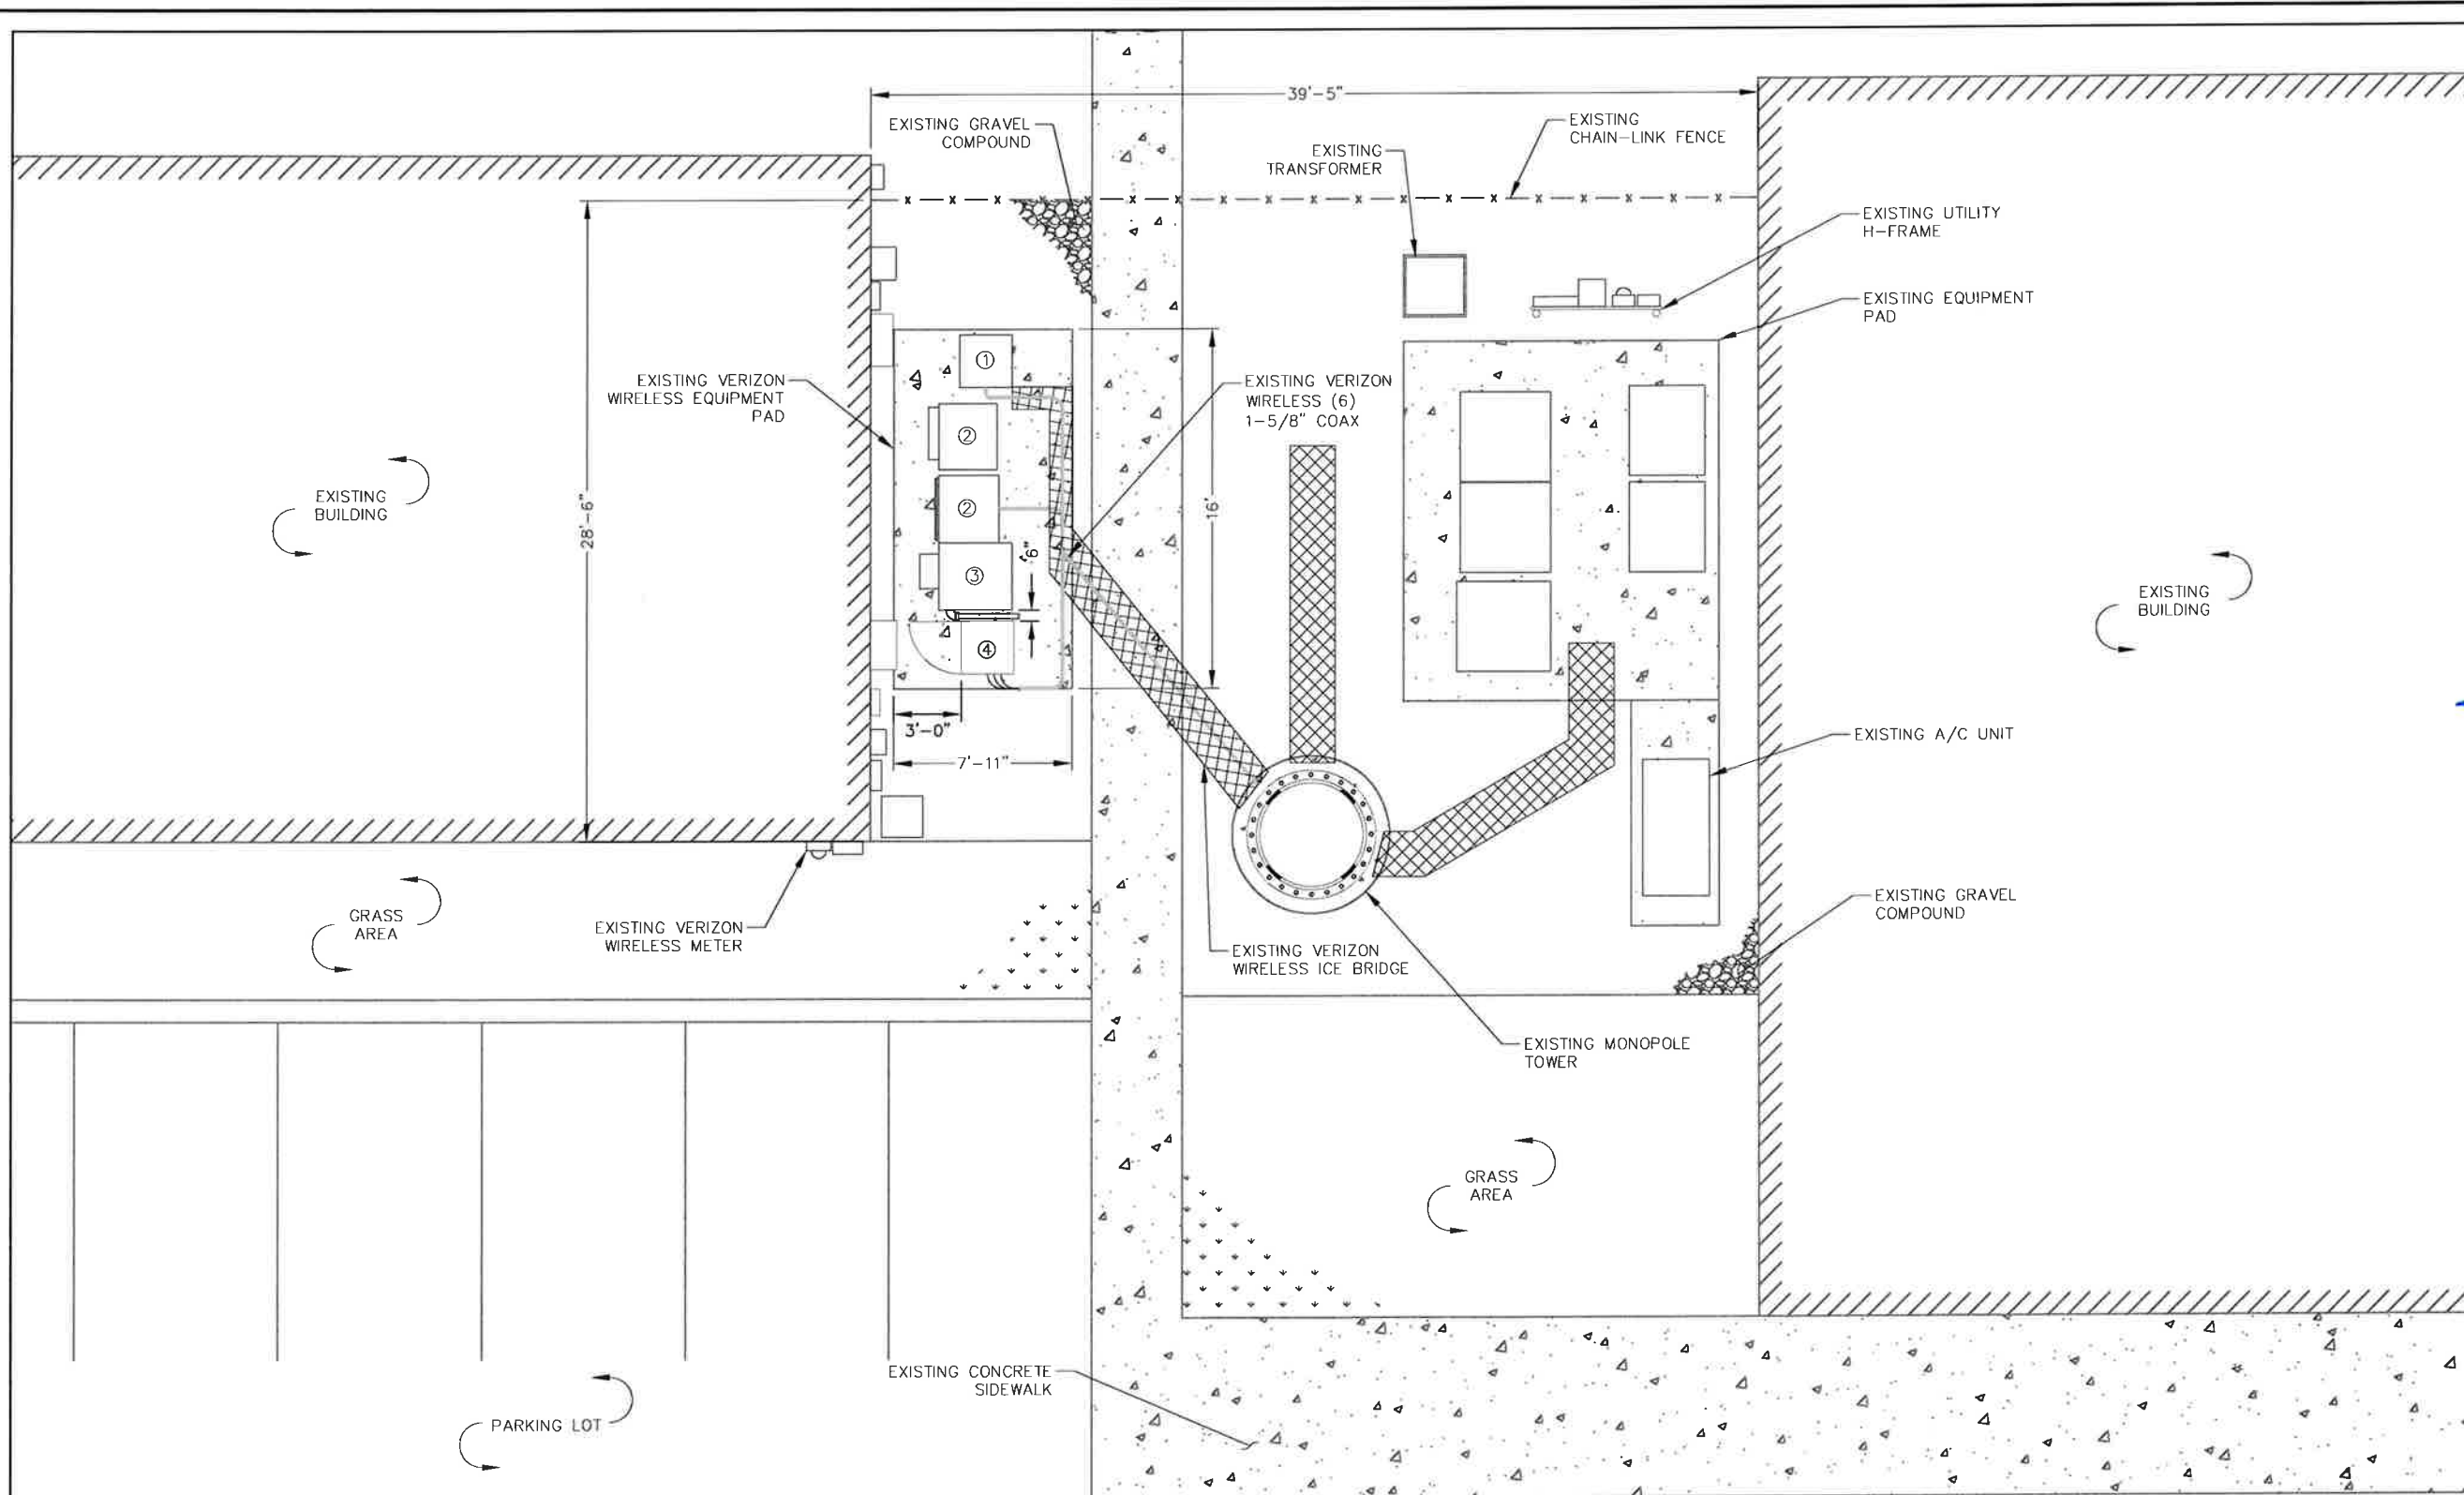 39'-5"
EXISTING GRAVEL
COMPOUND
EXISTING
CHAIN-LINK FENCE
EXISTING
TRANSFORMER
EXISTING UTILITY
H-FRAME
EXISTING EQUIPMENT
PAD
EXISTING VERIZON
WIRELESS EQUIPMENT
PAD
EXISTING VERIZON
WIRELESS (6)
1-5/8" COAX
1
2
2
3
4
6"
16'
28'-6"
EXISTING
BUILDING
EXISTING
BUILDING
3'-0"
7'-11"
EXISTING A/C UNIT
GRASS
AREA
EXISTING VERIZON
WIRELESS METER
EXISTING VERIZON
WIRELESS ICE BRIDGE
EXISTING GRAVEL
COMPOUND
EXISTING MONOPOLE
TOWER
GRASS
AREA
EXISTING CONCRETE
SIDEWALK
PARKING LOT